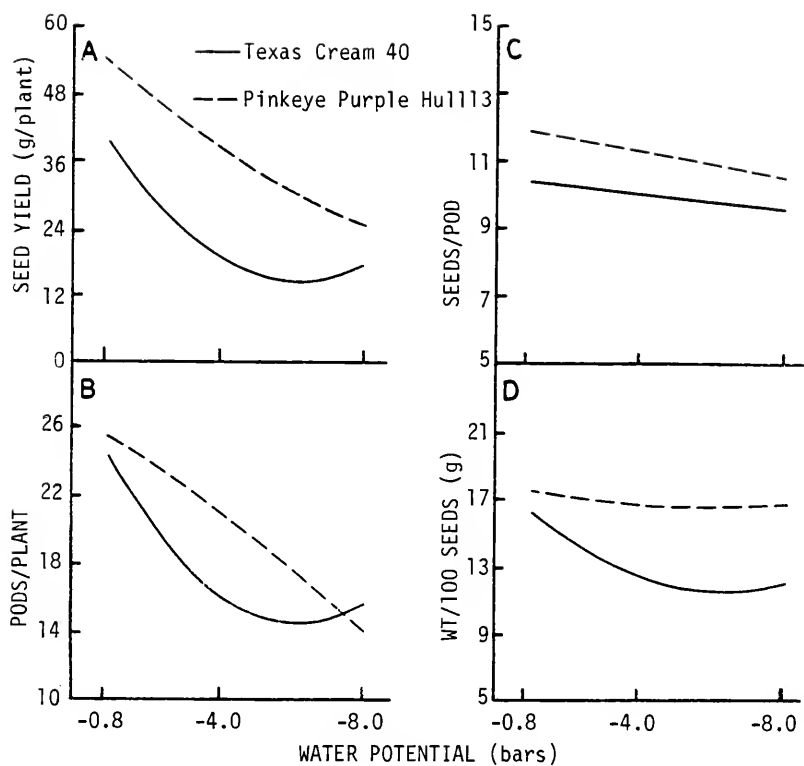 A
Texas Cream 40
Pinkeye Purple Hull
SEED YIELD (g/plant)
60
48
36
24
12
0
C
SEEDS/POD
15
13
11
9
7
5
B
PODS/PLANT
26
22
18
14
10
-0.8
-4.0
-8.0
D
WT/100 SEEDS (g)
21
17
13
9
5
-0.8
-4.0
-8.0
WATER POTENTIAL (bars)